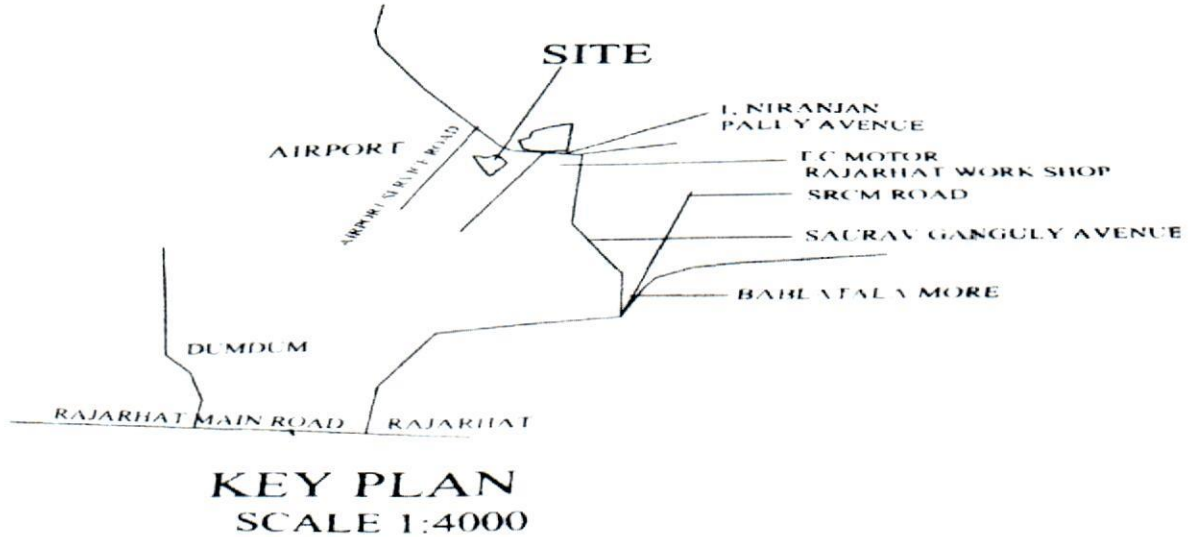 SITE
1. NIRANJAN
PALLY AVENUE
AIRPORT
AIRPORT SERVICE ROAD
T.C MOTOR
RAJARHAT WORK SHOP
SRCM ROAD
SAURAV GANGULY AVENUE
BABLATALA MORE
DUMDUM
RAJARHAT MAIN ROAD
RAJARHAT
KEY PLAN
SCALE 1:4000